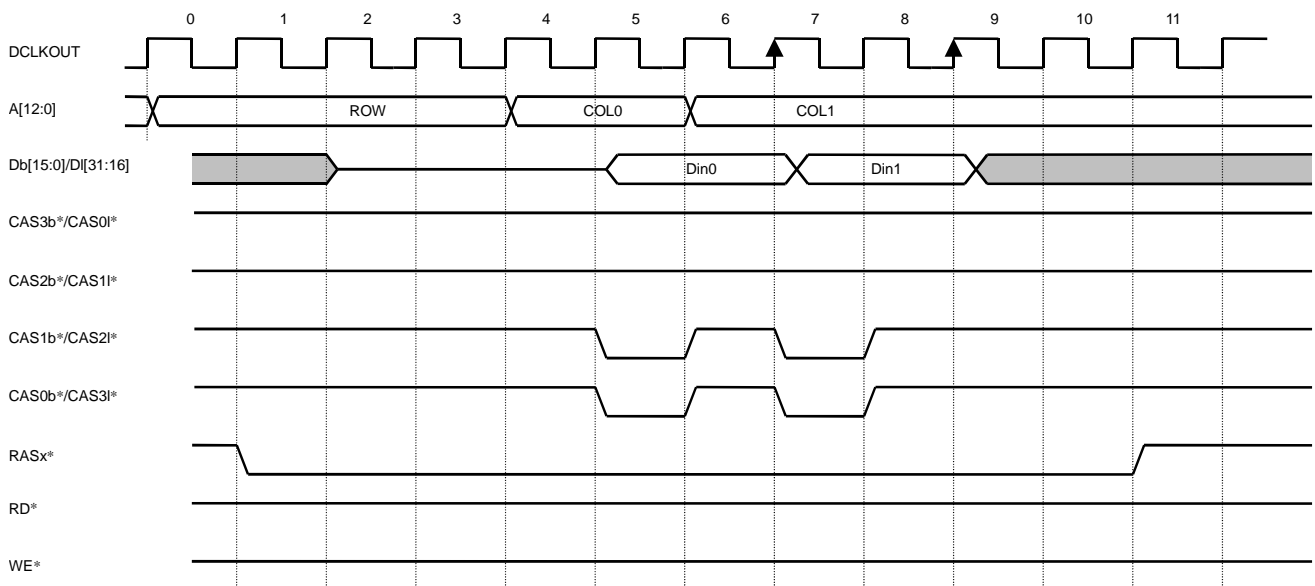 0 1 2 3 4 5 6 7 8 9 10 11
DCLKOUT
A[12:0] ROW COL0 COL1
Db[15:0]/Dl[31:16] Din0 Din1
CAS3b*/CAS0l*
CAS2b*/CAS1l*
CAS1b*/CAS2l*
CAS0b*/CAS3l*
RASx*
RD*
WE*